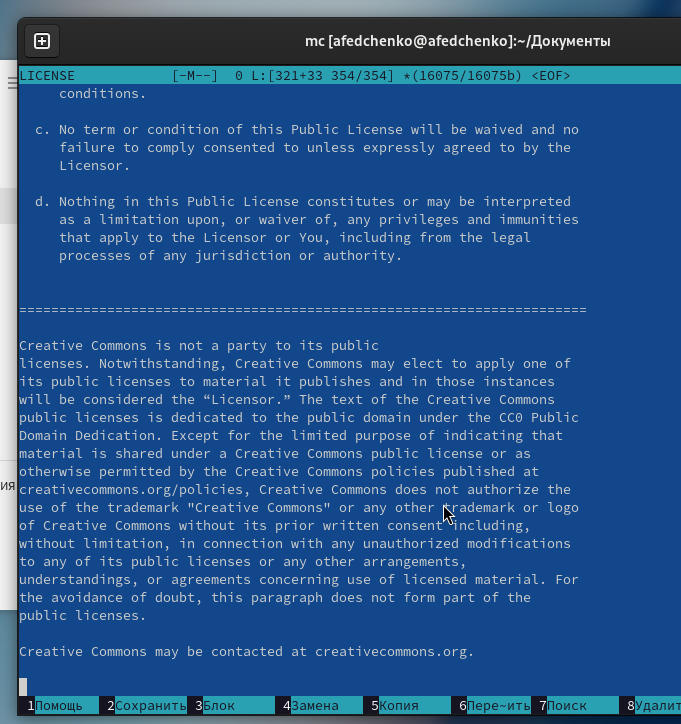 mc [afedchenko@afedchenko]:~/Документы
LICENSE [-M--] 0 L:[321+33 354/354] *(16075/16075b) <EOF>
conditions.
c. No term or condition of this Public License will be waived and no
failure to comply consented to unless expressly agreed to by the
Licensor.
d. Nothing in this Public License constitutes or may be interpreted
as a limitation upon, or waiver of, any privileges and immunities
that apply to the Licensor or You, including from the legal
processes of any jurisdiction or authority.
=======================================================================
Creative Commons is not a party to its public
licenses. Notwithstanding, Creative Commons may elect to apply one of
its public licenses to material it publishes and in those instances
will be considered the “Licensor.” The text of the Creative Commons
public licenses is dedicated to the public domain under the CC0 Public
Domain Dedication. Except for the limited purpose of indicating that
material is shared under a Creative Commons public license or as
otherwise permitted by the Creative Commons policies published at
creativecommons.org/policies, Creative Commons does not authorize the
use of the trademark "Creative Commons" or any other trademark or logo
of Creative Commons without its prior written consent including,
without limitation, in connection with any unauthorized modifications
to any of its public licenses or any other arrangements,
understandings, or agreements concerning use of licensed material. For
the avoidance of doubt, this paragraph does not form part of the
public licenses.
Creative Commons may be contacted at creativecommons.org.
ия
1Помощь 2Сохранить 3Блок 4Замена 5Копия 6Пере~ить 7Поиск 8Удалит